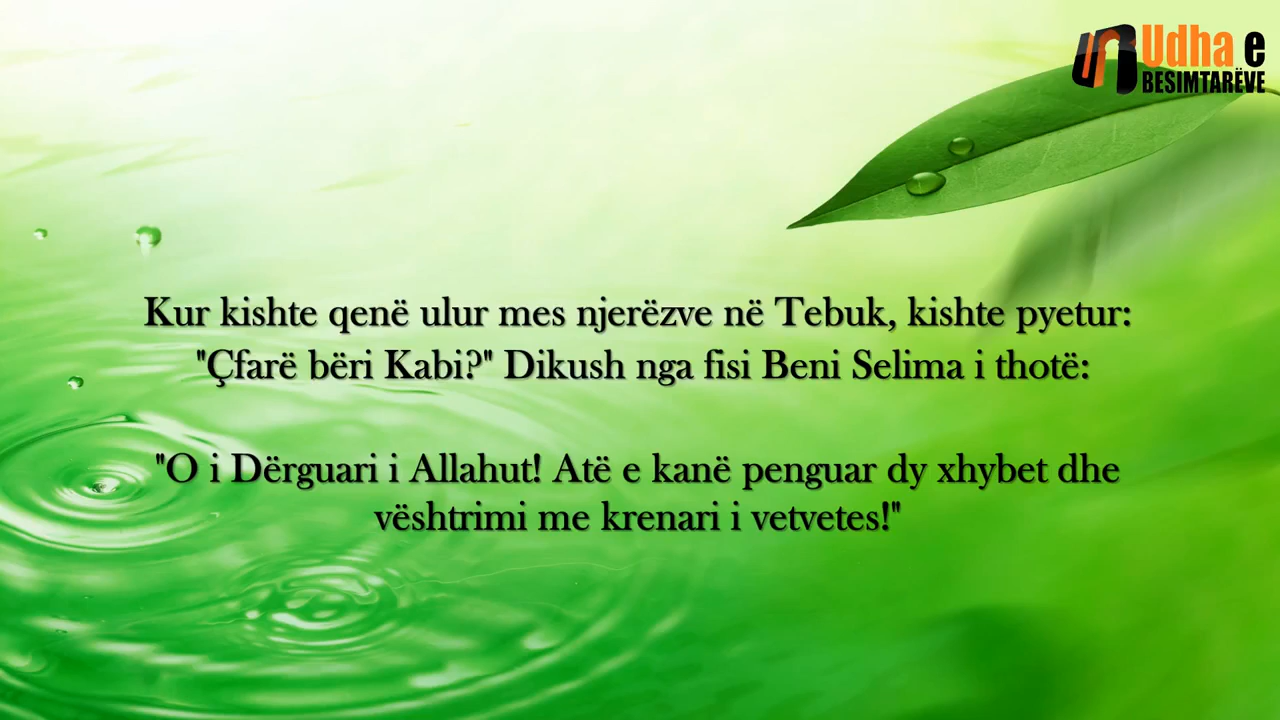 Udha e
BESIMTARËVE
Kur kishte qenë ulur mes njerëzve në Tebuk, kishte pyetur:
"Çfarë bëri Kabi?" Dikush nga fisi Beni Selima i thotë:
"O i Dërguari i Allahut! Atë e kanë penguar dy xhybet dhe
vështrimi me krenari i vetvetes!"